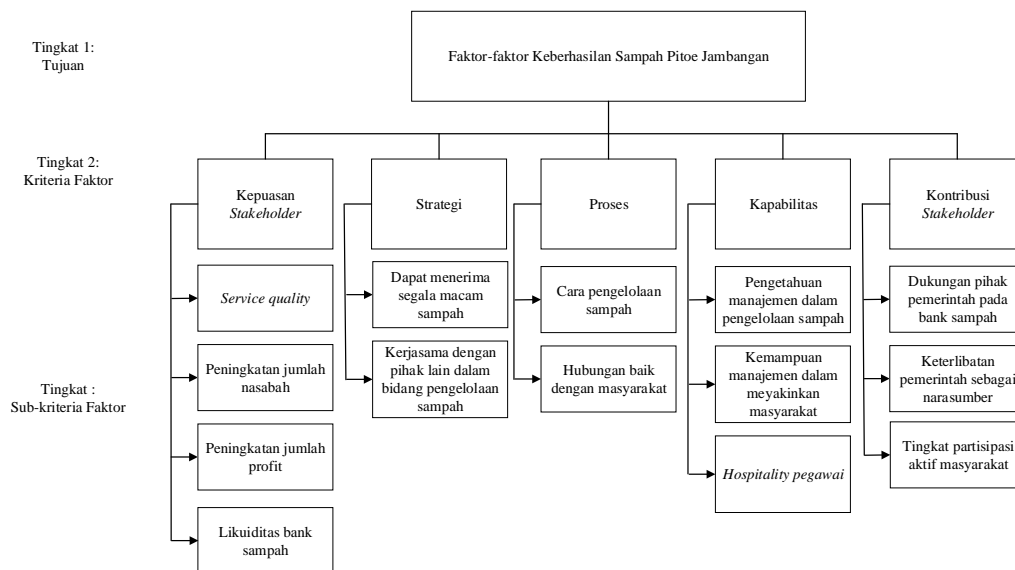 Tingkat 1:
Tujuan
Faktor-faktor Keberhasilan Sampah Pitoe Jambangan
Tingkat 2:
Kriteria Faktor
Kepuasan
Stakeholder
Strategi
Proses
Kapabilitas
Kontribusi
Stakeholder
Tingkat :
Sub-kriteria Faktor
Service quality
Peningkatan jumlah
nasabah
Peningkatan jumlah
profit
Likuiditas bank
sampah
Dapat menerima
segala macam
sampah
Kerjasama dengan
pihak lain dalam
bidang pengelolaan
sampah
Cara pengelolaan
sampah
Hubungan baik
dengan masyarakat
Pengetahuan
manajemen dalam
pengelolaan sampah
Kemampuan
manajemen dalam
meyakinkan
masyarakat
Hospitality pegawai
Dukungan pihak
pemerintah pada
bank sampah
Keterlibatan
pemerintah sebagai
narasumber
Tingkat partisipasi
aktif masyarakat